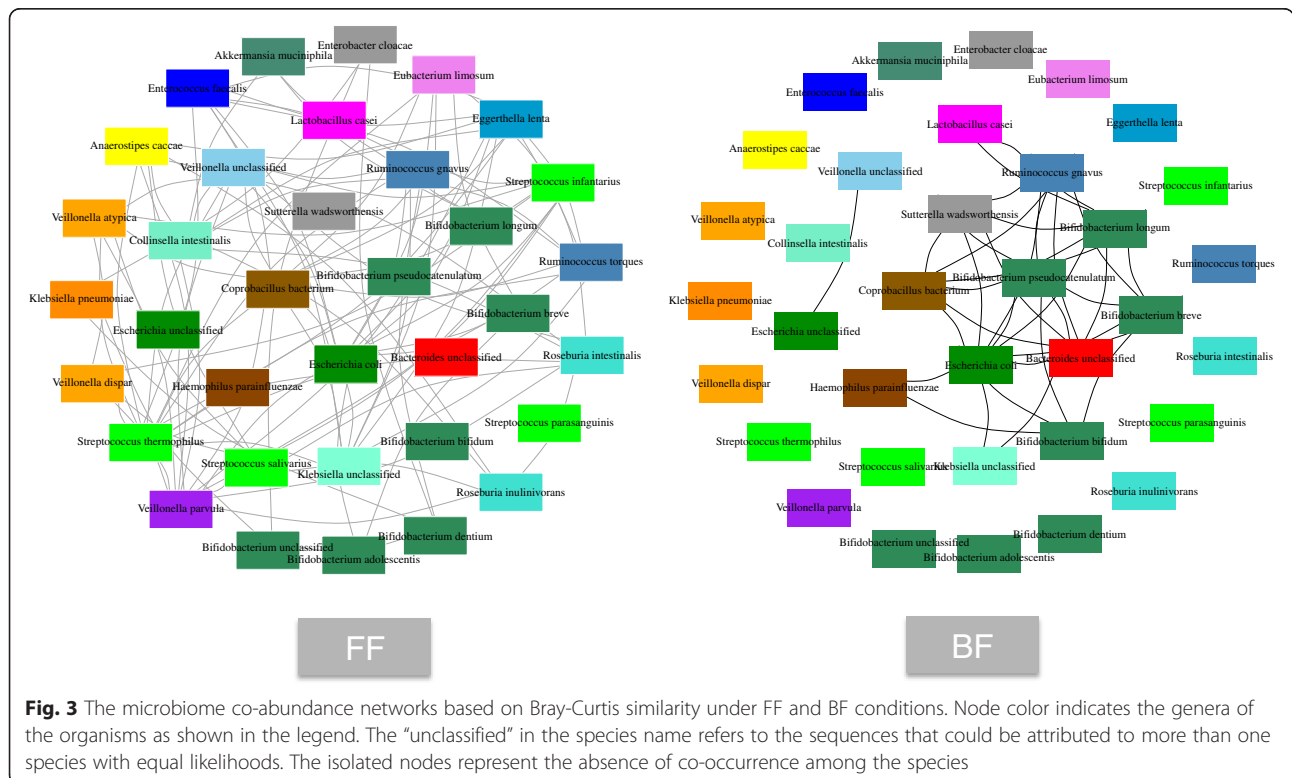 Enterobacter cloacae
Akkermansia muciniphila
Eubacterium limosum
Enterococcus faecalis
Lactobacillus casei
Eggerthella lenta
Anaerostipes caccae
Veillonella unclassified
Ruminococcus gnavus
Streptococcus infantarius
Sutterella wadsworthensis
Veillonella atypica
Bifidobacterium longum
Collinsella intestinalis
Ruminococcus torques
Bifidobacterium pseudocatenulatum
Coprobacillus bacterium
Klebsiella pneumoniae
Bifidobacterium breve
Escherichia unclassified
Roseburia intestinalis
Bacteroides unclassified
Escherichia coli
Veillonella dispar
Haemophilus parainfluenzae
Streptococcus parasanguinis
Streptococcus thermophilus
Bifidobacterium bifidum
Streptococcus salivarius
Klebsiella unclassified
Roseburia inulinivorans
Veillonella parvula
Bifidobacterium dentium
Bifidobacterium unclassified
Bifidobacterium adolescentis
FF
Enterobacter cloacae
Akkermansia muciniphila
Eubacterium limosum
Enterococcus faecalis
Lactobacillus casei
Eggerthella lenta
Anaerostipes caccae
Veillonella unclassified
Ruminococcus gnavus
Streptococcus infantarius
Sutterella wadsworthensis
Veillonella atypica
Bifidobacterium longum
Collinsella intestinalis
Ruminococcus torques
Bifidobacterium pseudocatenulatum
Coprobacillus bacterium
Klebsiella pneumoniae
Bifidobacterium breve
Escherichia unclassified
Roseburia intestinalis
Bacteroides unclassified
Escherichia coli
Veillonella dispar
Haemophilus parainfluenzae
Streptococcus parasanguinis
Streptococcus thermophilus
Bifidobacterium bifidum
Streptococcus salivarius
Klebsiella unclassified
Roseburia inulinivorans
Veillonella parvula
Bifidobacterium dentium
Bifidobacterium unclassified
Bifidobacterium adolescentis
BF
Fig. 3 The microbiome co-abundance networks based on Bray-Curtis similarity under FF and BF conditions. Node color indicates the genera of
the organisms as shown in the legend. The “unclassified” in the species name refers to the sequences that could be attributed to more than one
species with equal likelihoods. The isolated nodes represent the absence of co-occurrence among the species